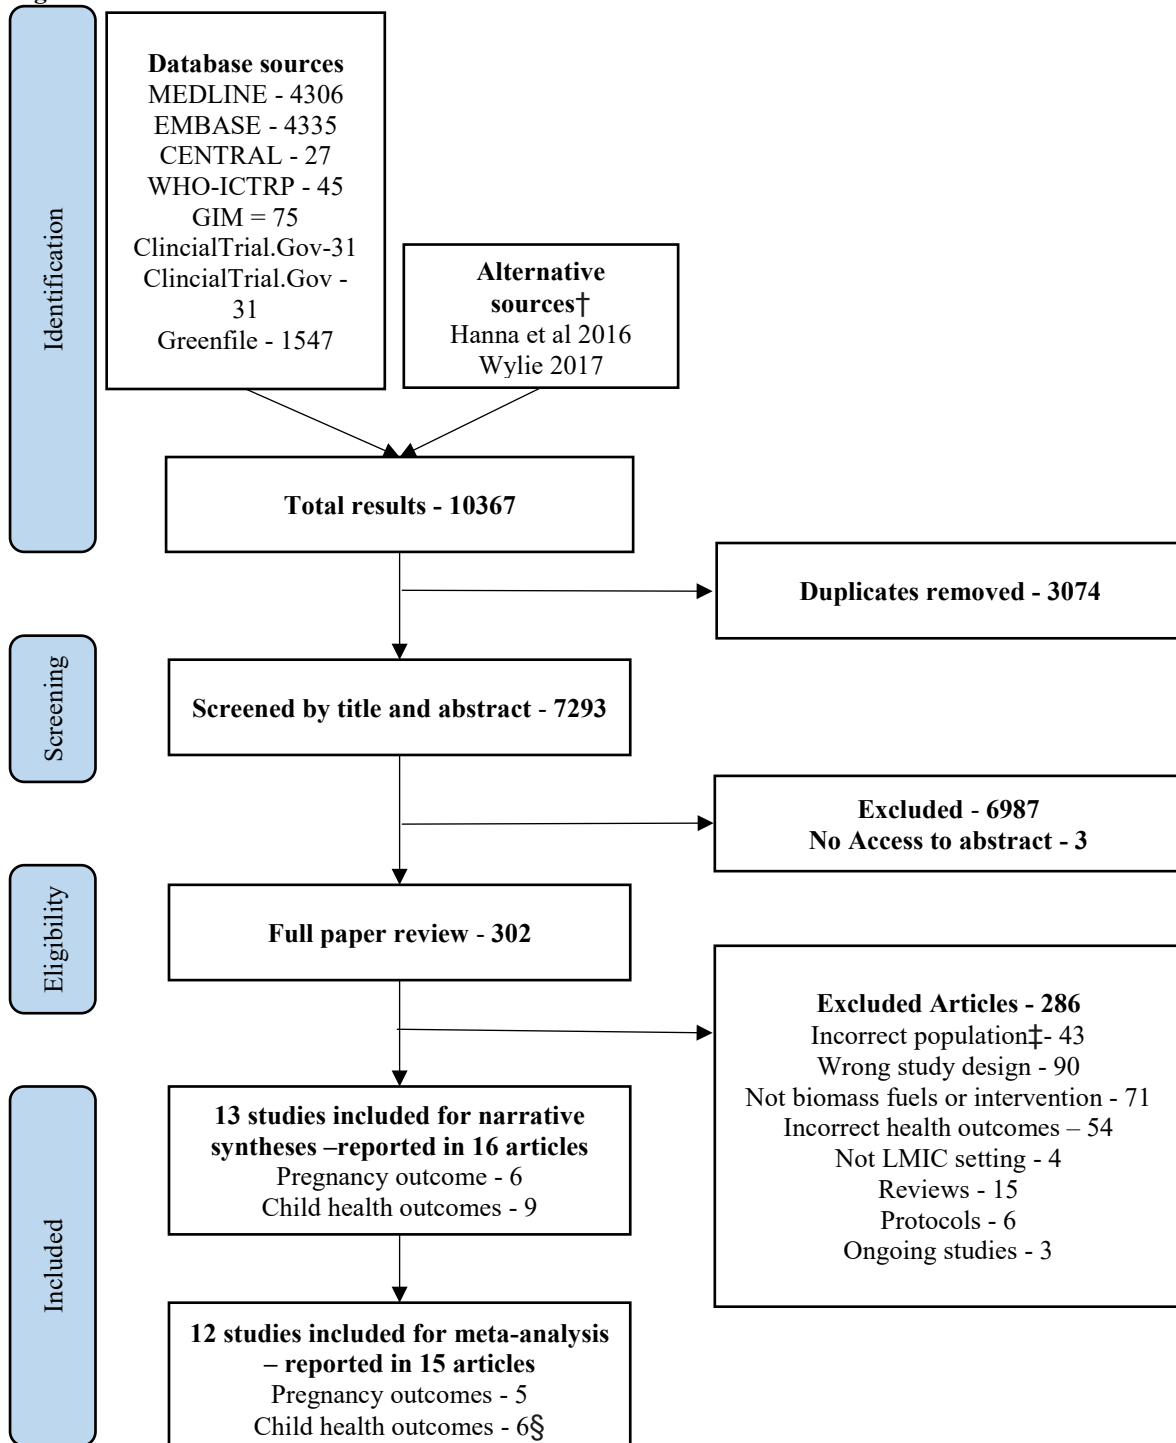 Identification
Database sources
MEDLINE - 4306
EMBASE - 4335
CENTRAL - 27
WHO-ICTRP - 45
GIM = 75
ClincialTrial.Gov-31
ClincialTrial.Gov -
31
Greenfile - 1547
Alternative
sources†
Hanna et al 2016
Wylie 2017
Total results - 10367
Duplicates removed - 3074
Screening
Screened by title and abstract - 7293
Excluded - 6987
No Access to abstract - 3
Eligibility
Full paper review - 302
Excluded Articles - 286
Incorrect population‡- 43
Wrong study design - 90
Not biomass fuels or intervention - 71
Incorrect health outcomes – 54
Not LMIC setting - 4
Reviews - 15
Protocols - 6
Ongoing studies - 3
Included
13 studies included for narrative
syntheses –reported in 16 articles
Pregnancy outcome - 6
Child health outcomes - 9
12 studies included for meta-analysis
– reported in 15 articles
Pregnancy outcomes - 5
Child health outcomes - 6§